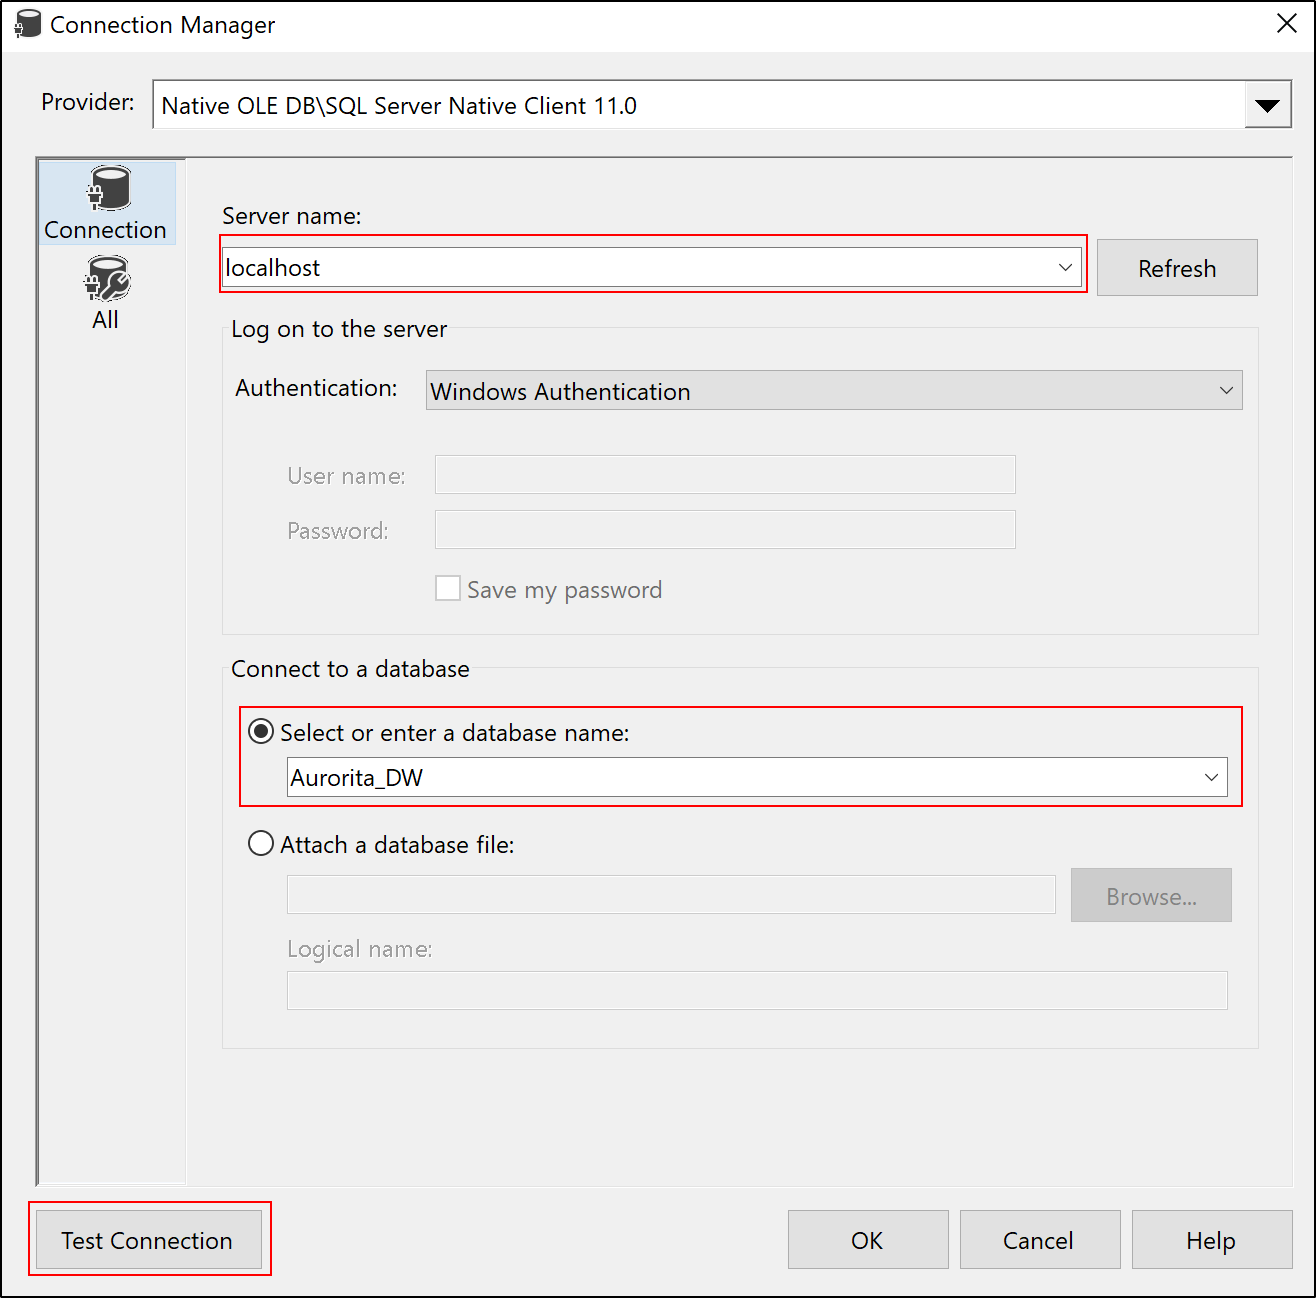 Connection Manager
Provider: Native OLE DB\SQL Server Native Client 11.0
Connection
All
Server name:
localhost
Refresh
Log on to the server
Authentication: Windows Authentication
User name:
Password:
Save my password
Connect to a database
Select or enter a database name:
Aurorita_DW
Attach a database file:
Browse...
Logical name:
Test Connection
OK
Cancel
Help